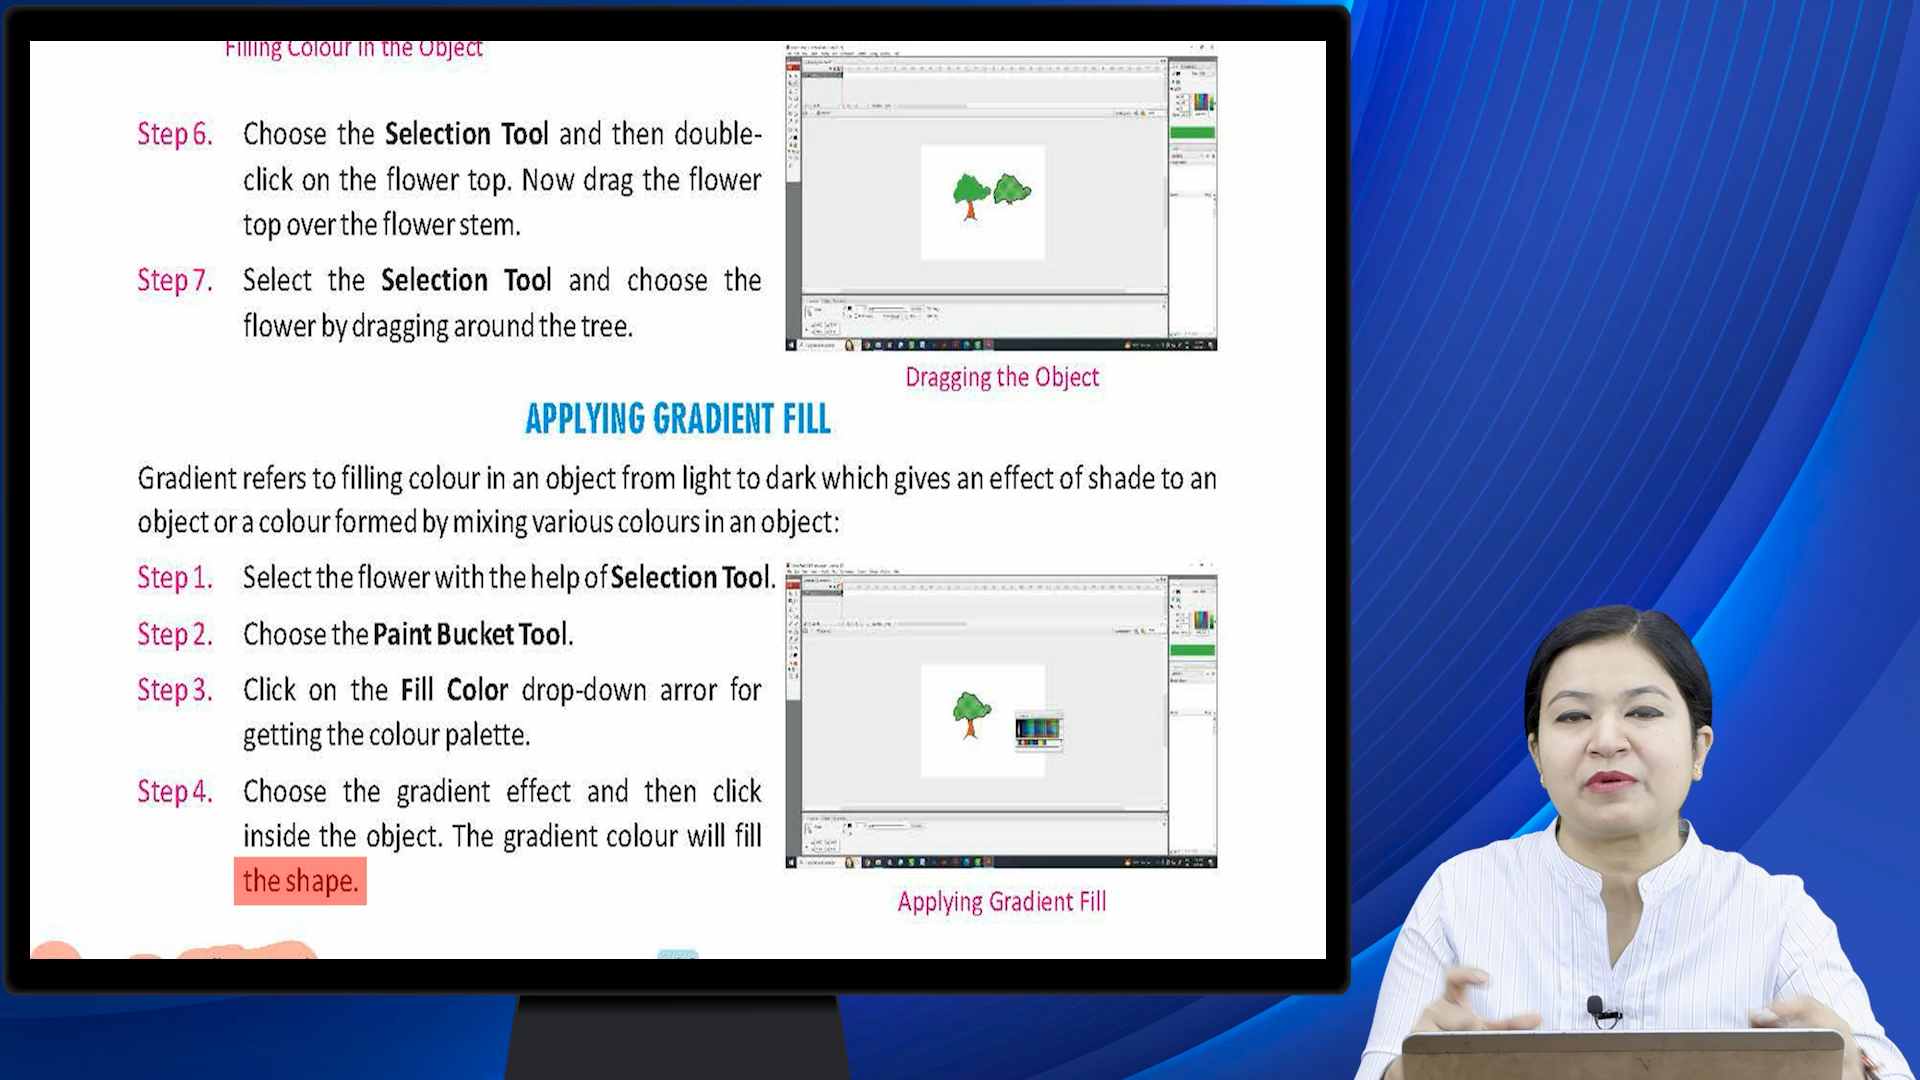 Filling Colour in the Object
Step 6. Choose the Selection Tool and then double-
click on the flower top. Now drag the flower
top over the flower stem.
Step 7. Select the Selection Tool and choose the
flower by dragging around the tree.
Dragging the Object
APPLYING GRADIENT FILL
Gradient refers to filling colour in an object from light to dark which gives an effect of shade to an
object or a colour formed by mixing various colours in an object:
Step 1. Select the flower with the help of Selection Tool.
Step 2. Choose the Paint Bucket Tool.
Step 3. Click on the Fill Color drop-down arror for
getting the colour palette.
Step 4. Choose the gradient effect and then click
inside the object. The gradient colour will fill
the shape.
Applying Gradient Fill